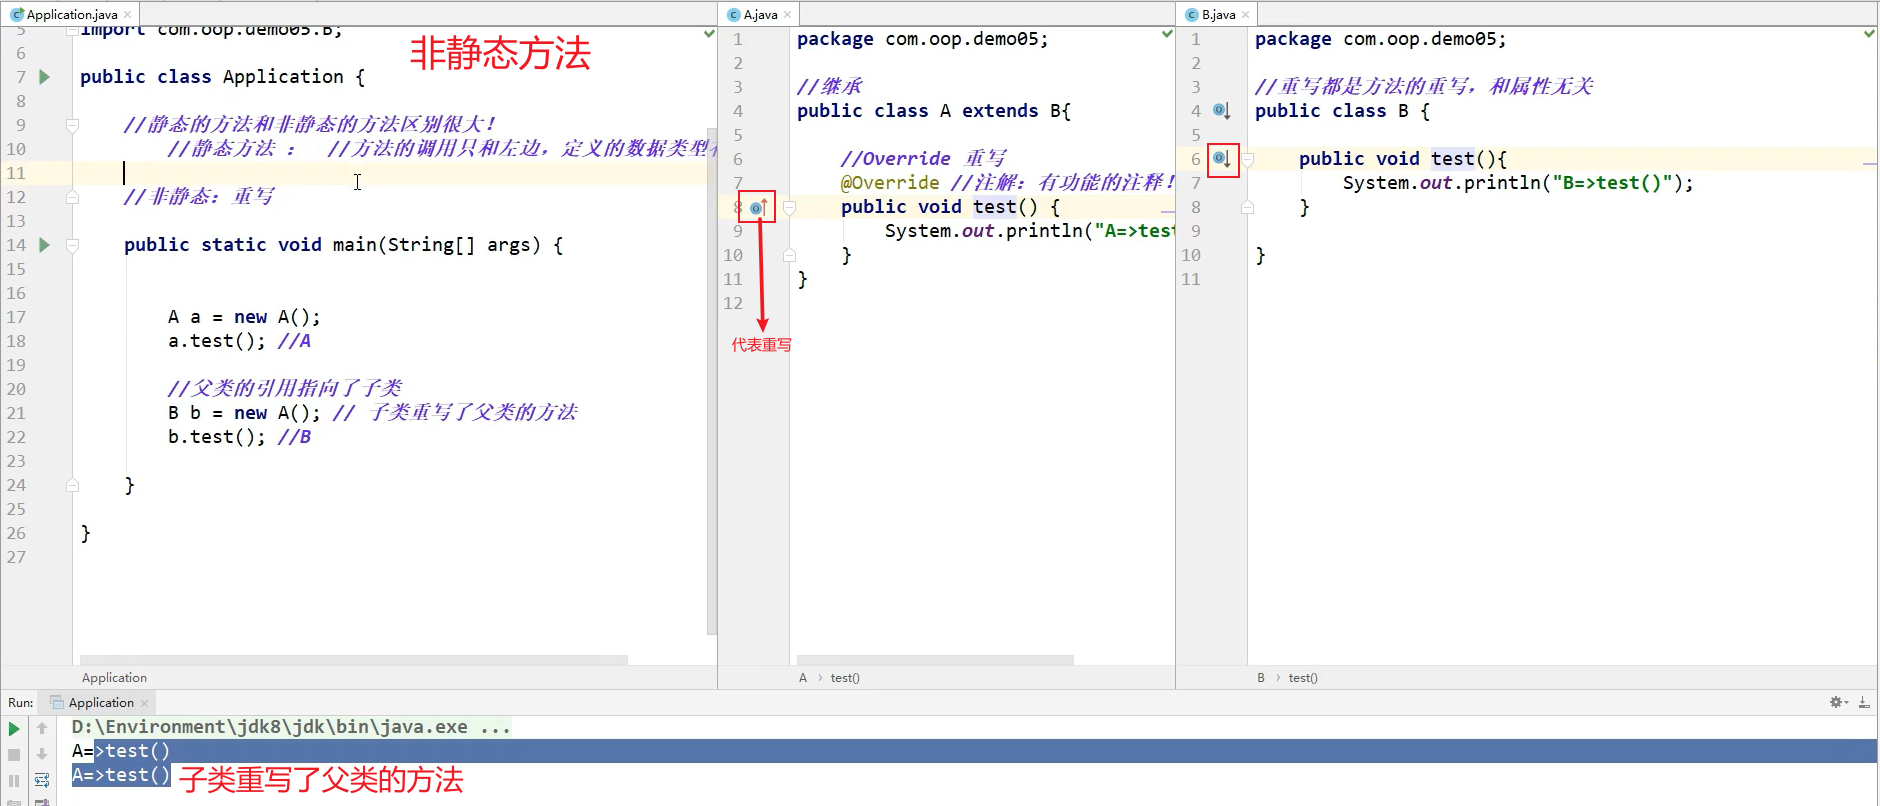 Application.java
A.java
B.java
5 import com.oop.demo05.B;
6
7 public class Application {
8
9 //静态的方法和非静态的方法区别很大!
10 //静态方法 : //方法的调用只和左边，定义的数据类型有
11
12 //非静态: 重写
13
14 public static void main(String[] args) {
15
16
17 A a = new A();
18 a.test(); //A
19
20 //父类的引用指向了子类
21 B b = new A(); // 子类重写了父类的方法
22 b.test(); //B
23
24 }
25
26 }
27
非静态方法
Application
1 package com.oop.demo05;
2
3 //继承
4 public class A extends B{
5
6 //Override 重写
7 @Override //注解: 有功能的注释!
8 public void test() {
9 System.out.println("A=>test
10 }
11 }
12
代表重写
A › test()
1 package com.oop.demo05;
2
3 //重写都是方法的重写，和属性无关
4 public class B {
5
6 public void test(){
7 System.out.println("B=>test()");
8 }
9
10 }
11
B › test()
Run: Application
D:\Environment\jdk8\jdk\bin\java.exe ...
A=>test()
A=>test() 子类重写了父类的方法